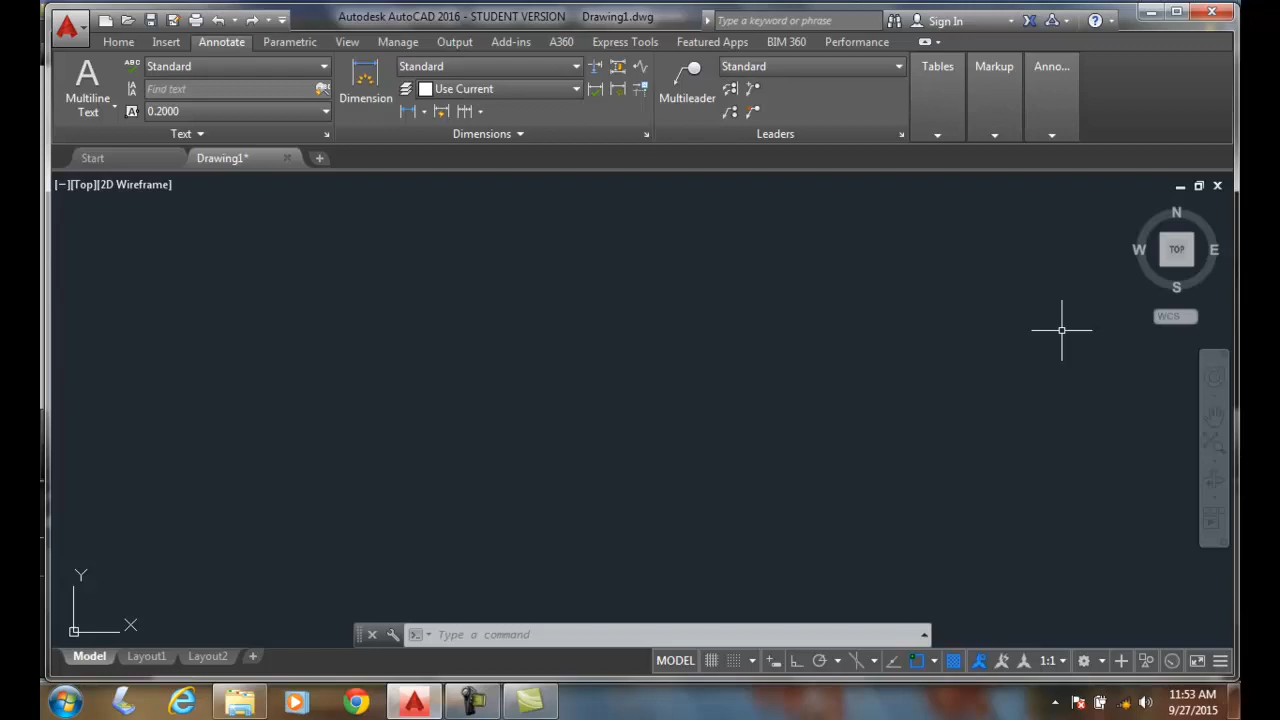 Autodesk AutoCAD 2016 - STUDENT VERSION Drawing1.dwg
Type a keyword or phrase
Sign In
Home Insert Annotate Parametric View Manage Output Add-ins A360 Express Tools Featured Apps BIM 360 Performance
A
Multiline
Text
ABC
Standard
Find text
0.2000
Text
Dimension
Standard
Use Current
Dimensions
Multileader
Standard
Leaders
Tables
Markup
Anno...
Start
Drawing1*
[−][Top][2D Wireframe]
N
W TOP E
S
WCS
Y
X
Type a command
Model Layout1 Layout2
MODEL
1:1
11:53 AM
9/27/2015